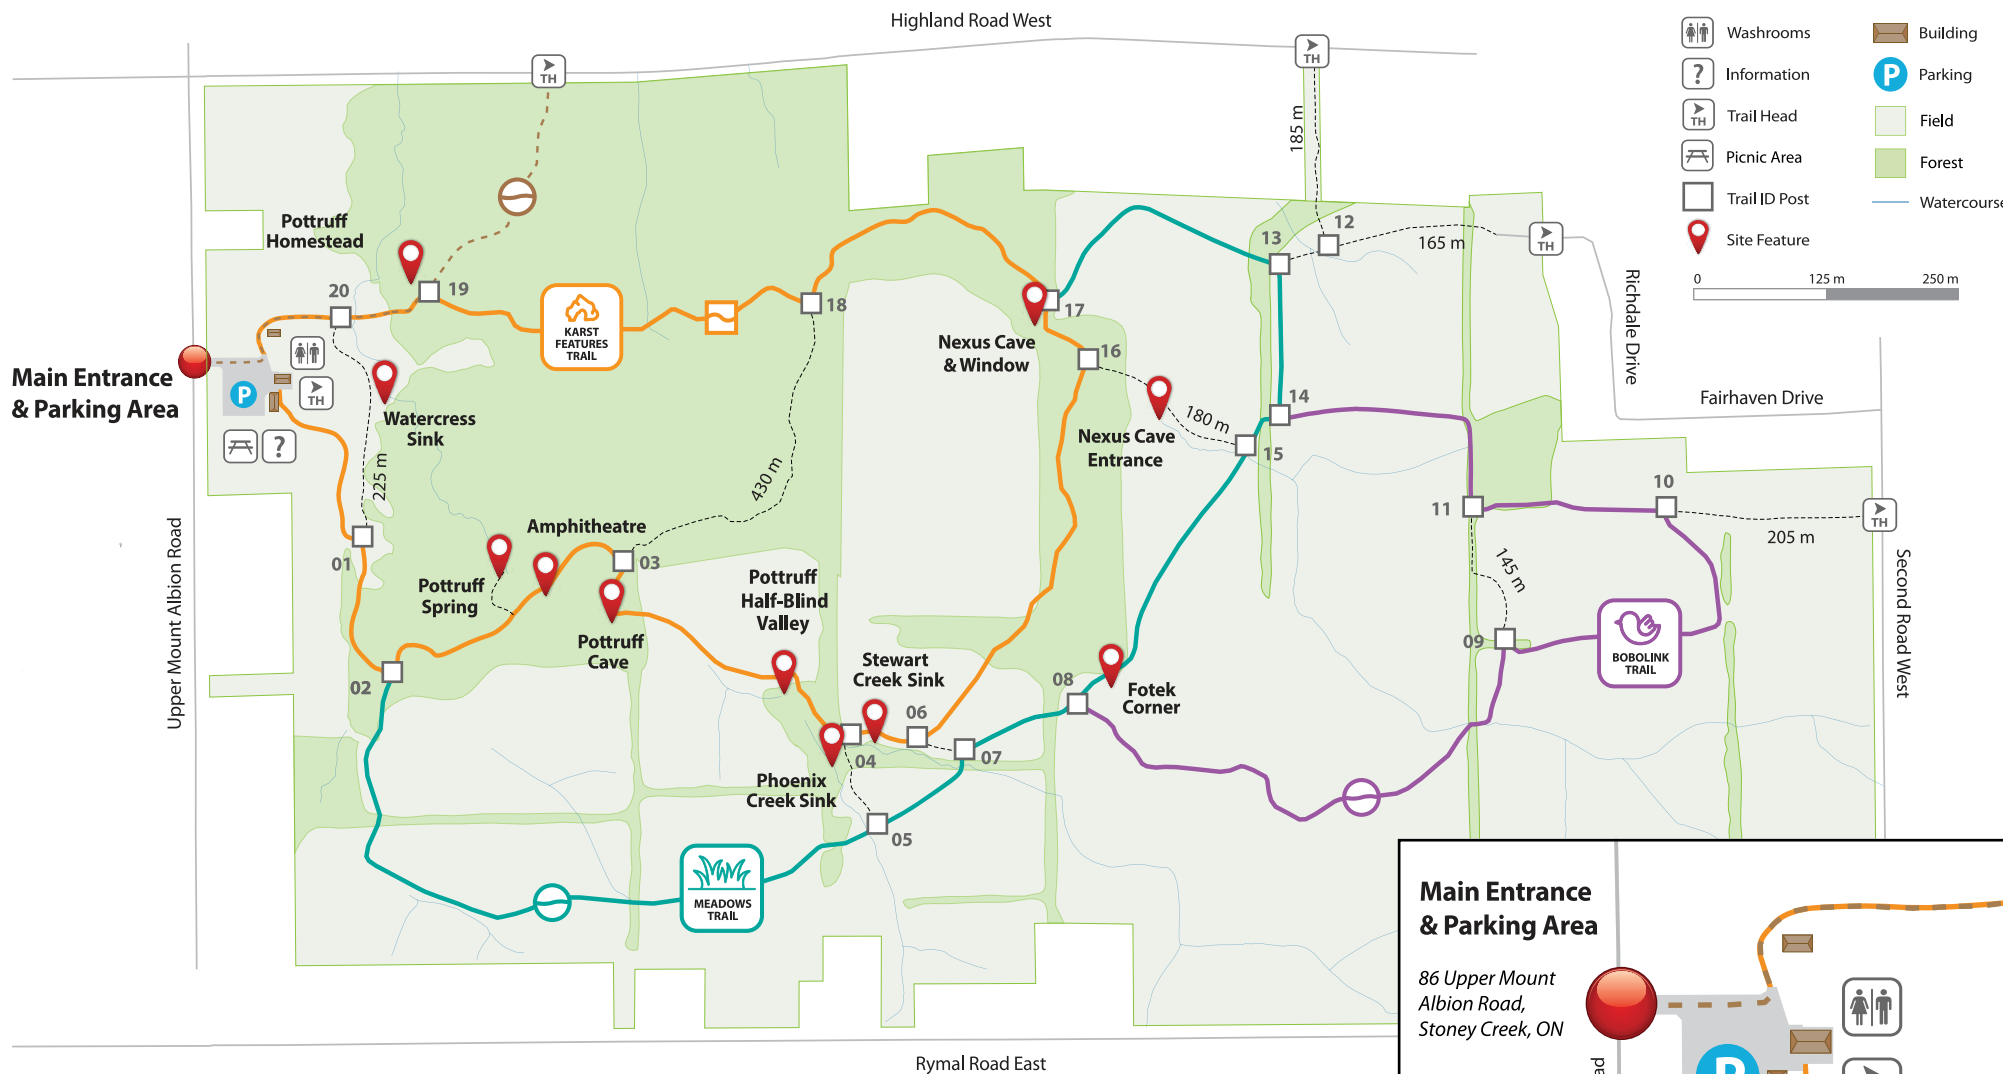 Highland Road West
Washrooms
Information
TH
Trail Head
Picnic Area
Trail ID Post
Site Feature
0
125 m
250 m
Building
P
Parking
Field
Forest
Watercourse
TH
TH
185 m
12
13
165 m
TH
Richdale Drive
Fairhaven Drive
Pottruff
Homestead
20
19
KARST
FEATURES
TRAIL
18
17
Nexus Cave
& Window
16
Nexus Cave
Entrance
180 m
14
15
Main Entrance
& Parking Area
P
TH
?
Watercress
Sink
225 m
430 m
Upper Mount Albion Road
01
Amphitheatre
03
Pottruff
Spring
Pottruff
Cave
Pottruff
Half-Blind
Valley
Stewart
Creek Sink
02
04
06
07
08
Fotek
Corner
Phoenix
Creek Sink
05
MEADOWS
TRAIL
11
10
205 m
TH
145 m
09
BOBOLINK
TRAIL
Second Road West
Rymal Road East
Main Entrance
& Parking Area
86 Upper Mount
Albion Road,
Stoney Creek, ON
P